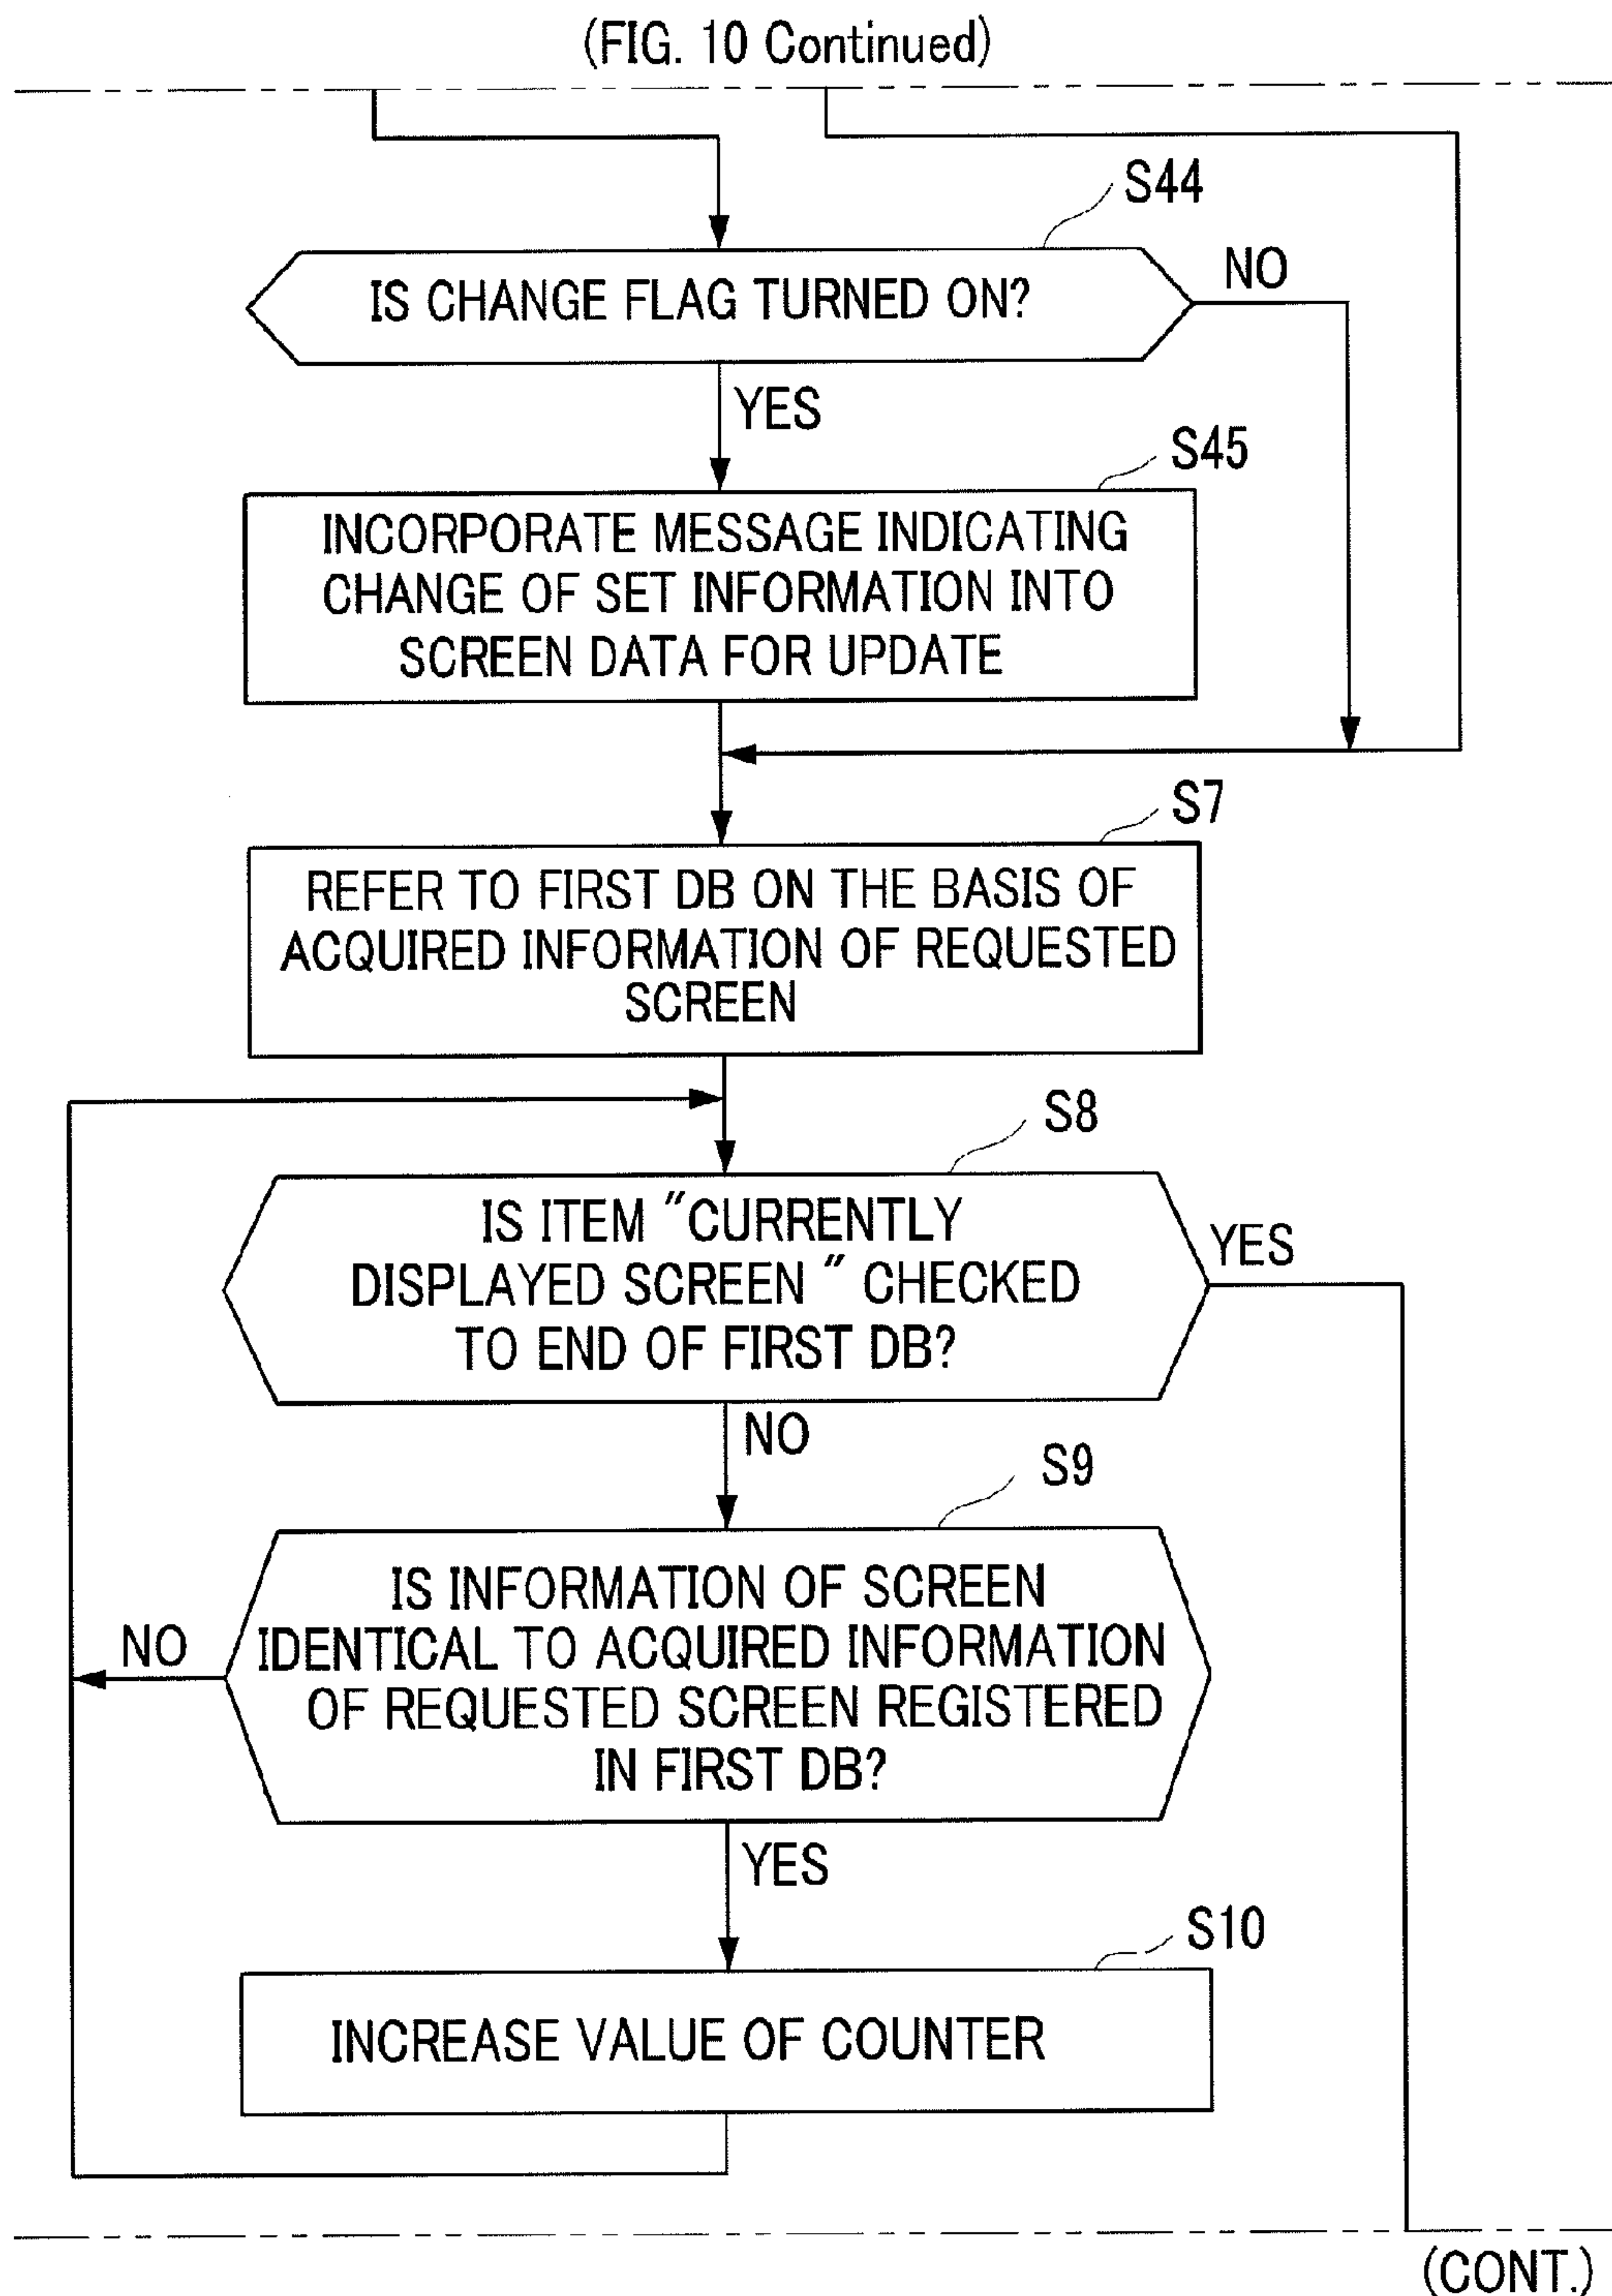 (FIG. 10 Continued)
S44
IS CHANGE FLAG TURNED ON?
NO
YES
S45
INCORPORATE MESSAGE INDICATING
CHANGE OF SET INFORMATION INTO
SCREEN DATA FOR UPDATE
S7
REFER TO FIRST DB ON THE BASIS OF
ACQUIRED INFORMATION OF REQUESTED
SCREEN
S8
IS ITEM "CURRENTLY
DISPLAYED SCREEN " CHECKED
TO END OF FIRST DB?
YES
NO
S9
IS INFORMATION OF SCREEN
IDENTICAL TO ACQUIRED INFORMATION
OF REQUESTED SCREEN REGISTERED
IN FIRST DB?
NO
YES
S10
INCREASE VALUE OF COUNTER
(CONT.)